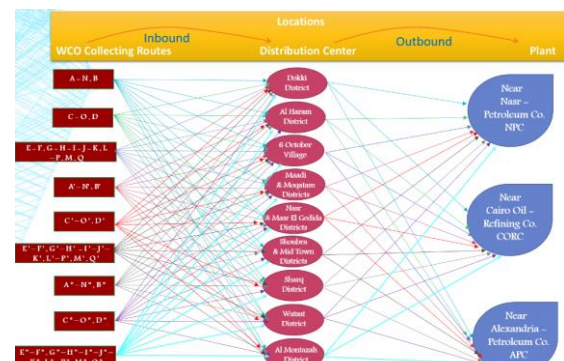 Locations
Inbound
Outbound
WCO Collecting Routes
Distribution Center
Plant
A - N, B
C - O, D
E - F, G - H - I - J - K, L
- P, M, Q
A' - N', B'
C' - O', D'
E' - F', G' - H' - I' - J' -
K', L' - P', M', Q'
A" - N", B"
C" - O", D"
E" - F", G" - H" - I" - J" -
Dokki
District
Al Haram
District
6 October
Village
Maadi
& Moqatam
Districts
Nasr
& Masr El Gedida
Districts
Shoubra
& Mid Town
Districts
Sharq
District
Wasat
District
Al Montazah
District
Near
Nasr -
Petroleum Co.
NPC
Near
Cairo Oil -
Refining Co.
CORC
Near
Alexandria -
Petroleum Co.
APC